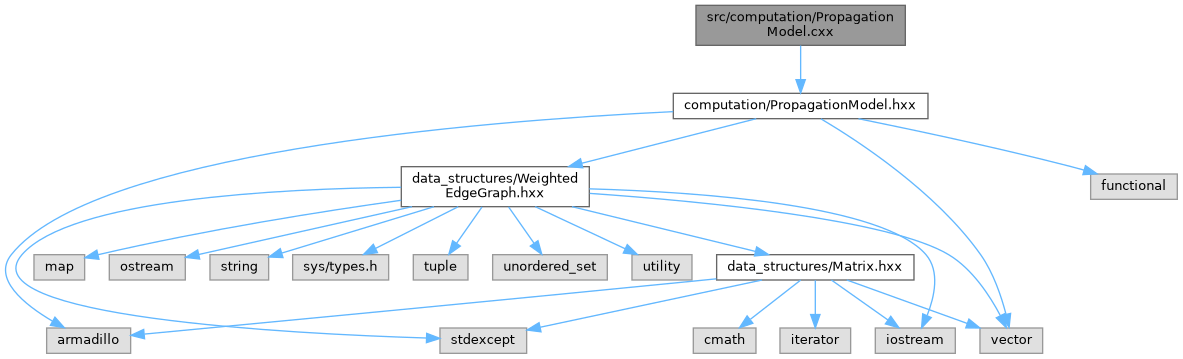 src/computation/Propagation
Model.cxx
computation/PropagationModel.hxx
data_structures/Weighted
EdgeGraph.hxx
functional
map
ostream
string
sys/types.h
tuple
unordered_set
utility
data_structures/Matrix.hxx
armadillo
stdexcept
cmath
iterator
iostream
vector